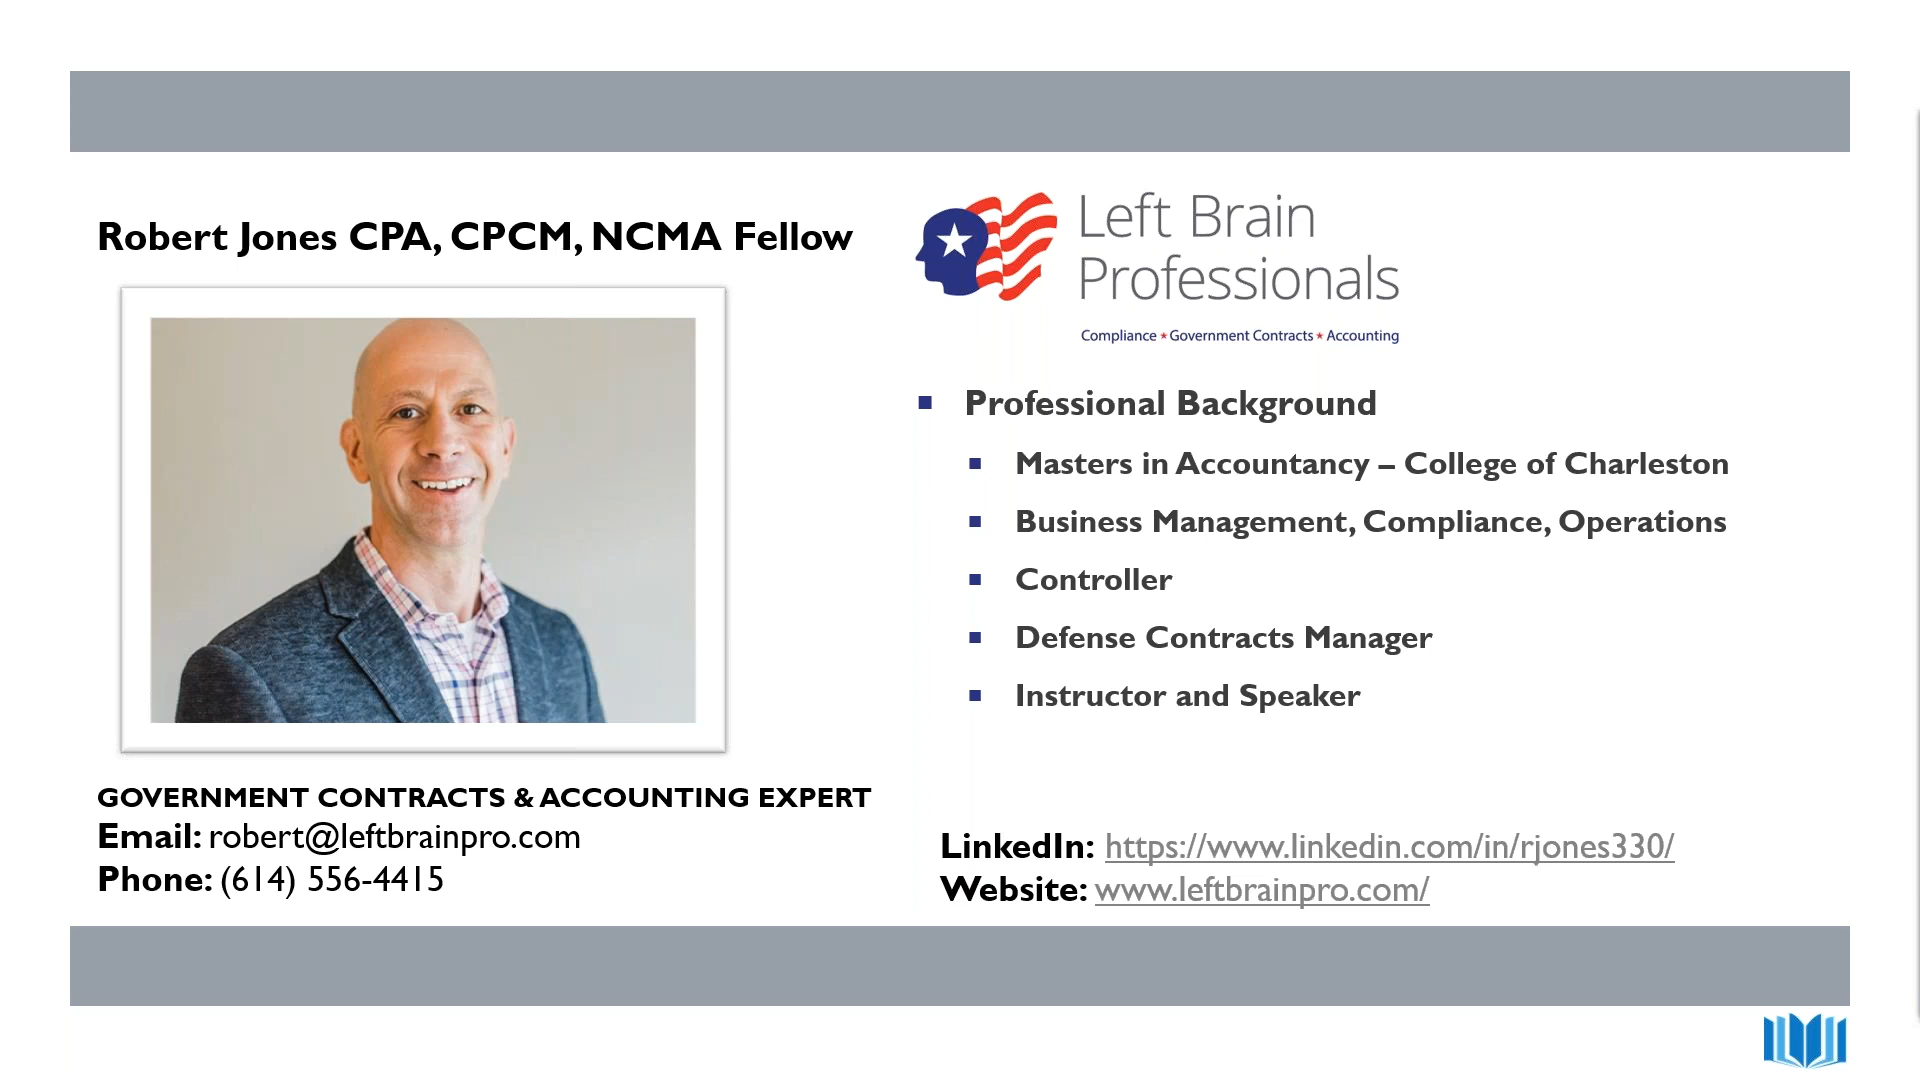 Robert Jones CPA, CPCM, NCMA Fellow
GOVERNMENT CONTRACTS & ACCOUNTING EXPERT
Email: robert@leftbrainpro.com
Phone: (614) 556-4415
Left Brain
Professionals
Compliance ★ Government Contracts ★ Accounting
Professional Background
Masters in Accountancy – College of Charleston
Business Management, Compliance, Operations
Controller
Defense Contracts Manager
Instructor and Speaker
LinkedIn: https://www.linkedin.com/in/rjones330/
Website: www.leftbrainpro.com/